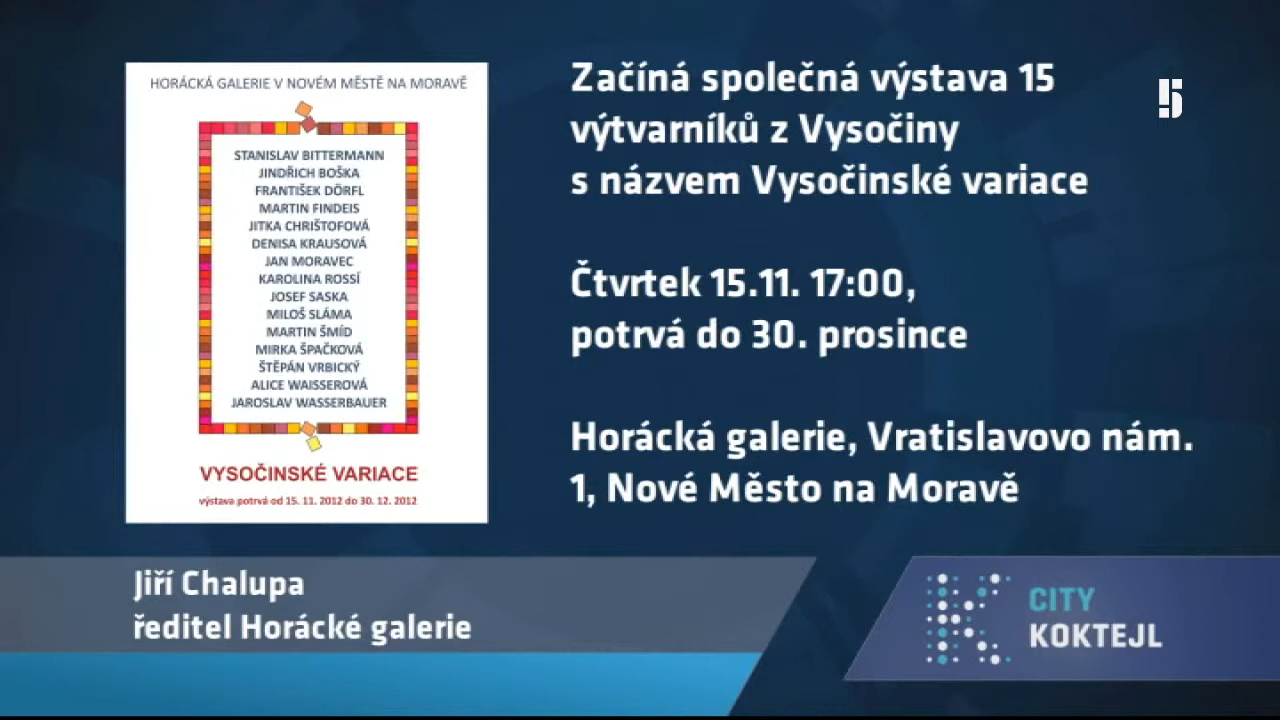 HORÁCKÁ GALERIE V NOVÉM MĚSTĚ NA MORAVĚ
STANISLAV BITTERMANN
JINDŘICH BOŠKA
FRANTIŠEK DÖRFL
MARTIN FINDEIS
JITKA CHRIŠTOFOVÁ
DENISA KRAUSOVÁ
JAN MORAVEC
KAROLINA ROSSÍ
JOSEF SASKA
MILOŠ SLÁMA
MARTIN ŠMÍD
MIRKA ŠPAČKOVÁ
ŠTĚPÁN VRBICKÝ
ALICE WAISSEROVÁ
JAROSLAV WASSERBAUER
VYSOČINSKÉ VARIACE
výstava potrvá od 15. 11. 2012 do 30. 12. 2012
Začíná společná výstava 15
výtvarníků z Vysočiny
s názvem Vysočinské variace
Čtvrtek 15.11. 17:00,
potrvá do 30. prosince
Horácká galerie, Vratislavovo nám.
1, Nové Město na Moravě
5
Jiří Chalupa
ředitel Horácké galerie
K
CITY
KOKTEJL